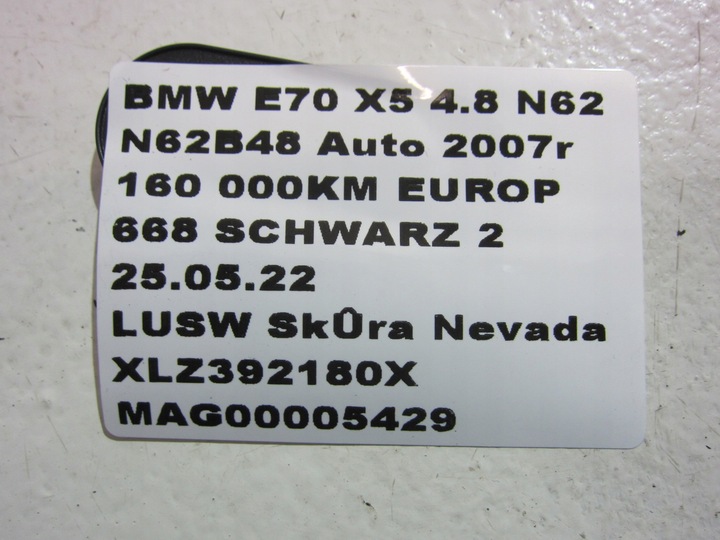 BMW E70 X5 4.8 N62
N62B48 Auto 2007r
160 000KM EUROP
668 SCHWARZ 2
25.05.22
LUSW SkÛra Nevada
XLZ392180X
MAG00005429